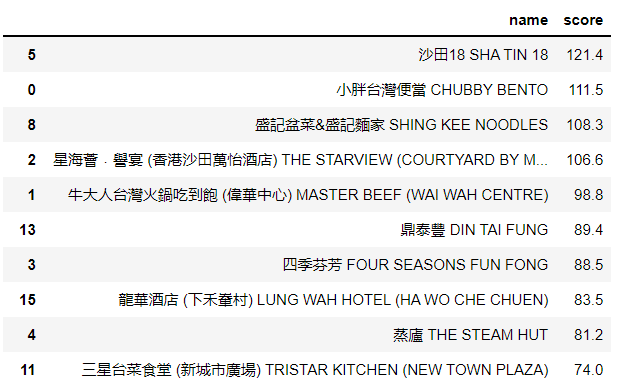 name score
5 沙田18 SHA TIN 18 121.4
0 小胖台灣便當 CHUBBY BENTO 111.5
8 盛記盆菜&盛記麵家 SHING KEE NOODLES 108.3
2 星海薈．譽宴 (香港沙田萬怡酒店) THE STARVIEW (COURTYARD BY M... 106.6
1 牛大人台灣火鍋吃到飽 (偉華中心) MASTER BEEF (WAI WAH CENTRE) 98.8
13 鼎泰豐 DIN TAI FUNG 89.4
3 四季芬芳 FOUR SEASONS FUN FONG 88.5
15 龍華酒店 (下禾輋村) LUNG WAH HOTEL (HA WO CHE CHUEN) 83.5
4 蒸廬 THE STEAM HUT 81.2
11 三星台菜食堂 (新城市廣場) TRISTAR KITCHEN (NEW TOWN PLAZA) 74.0